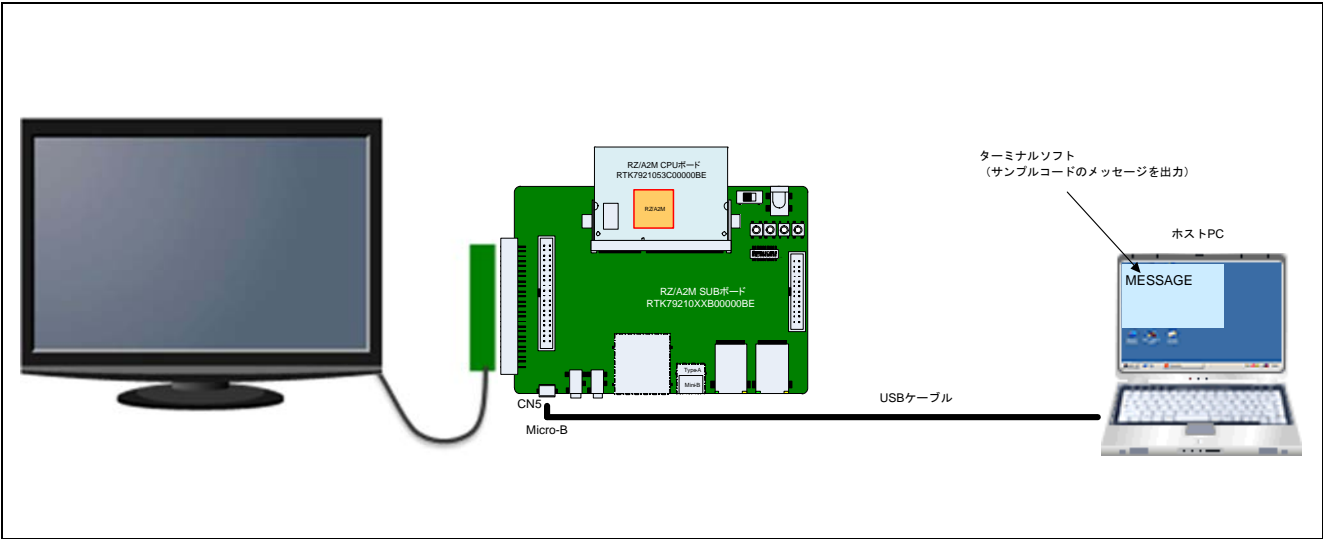 RZ/A2M CPUボード
RTK7921053C00000BE
RZ/A2M
ターミナルソフト
（サンプルコードのメッセージを出力）
ホストPC
MESSAGE
RZ/A2M SUBボード
RTK79210XXB00000BE
TypeA
Mini-B
CN5
Micro-B
USBケーブル